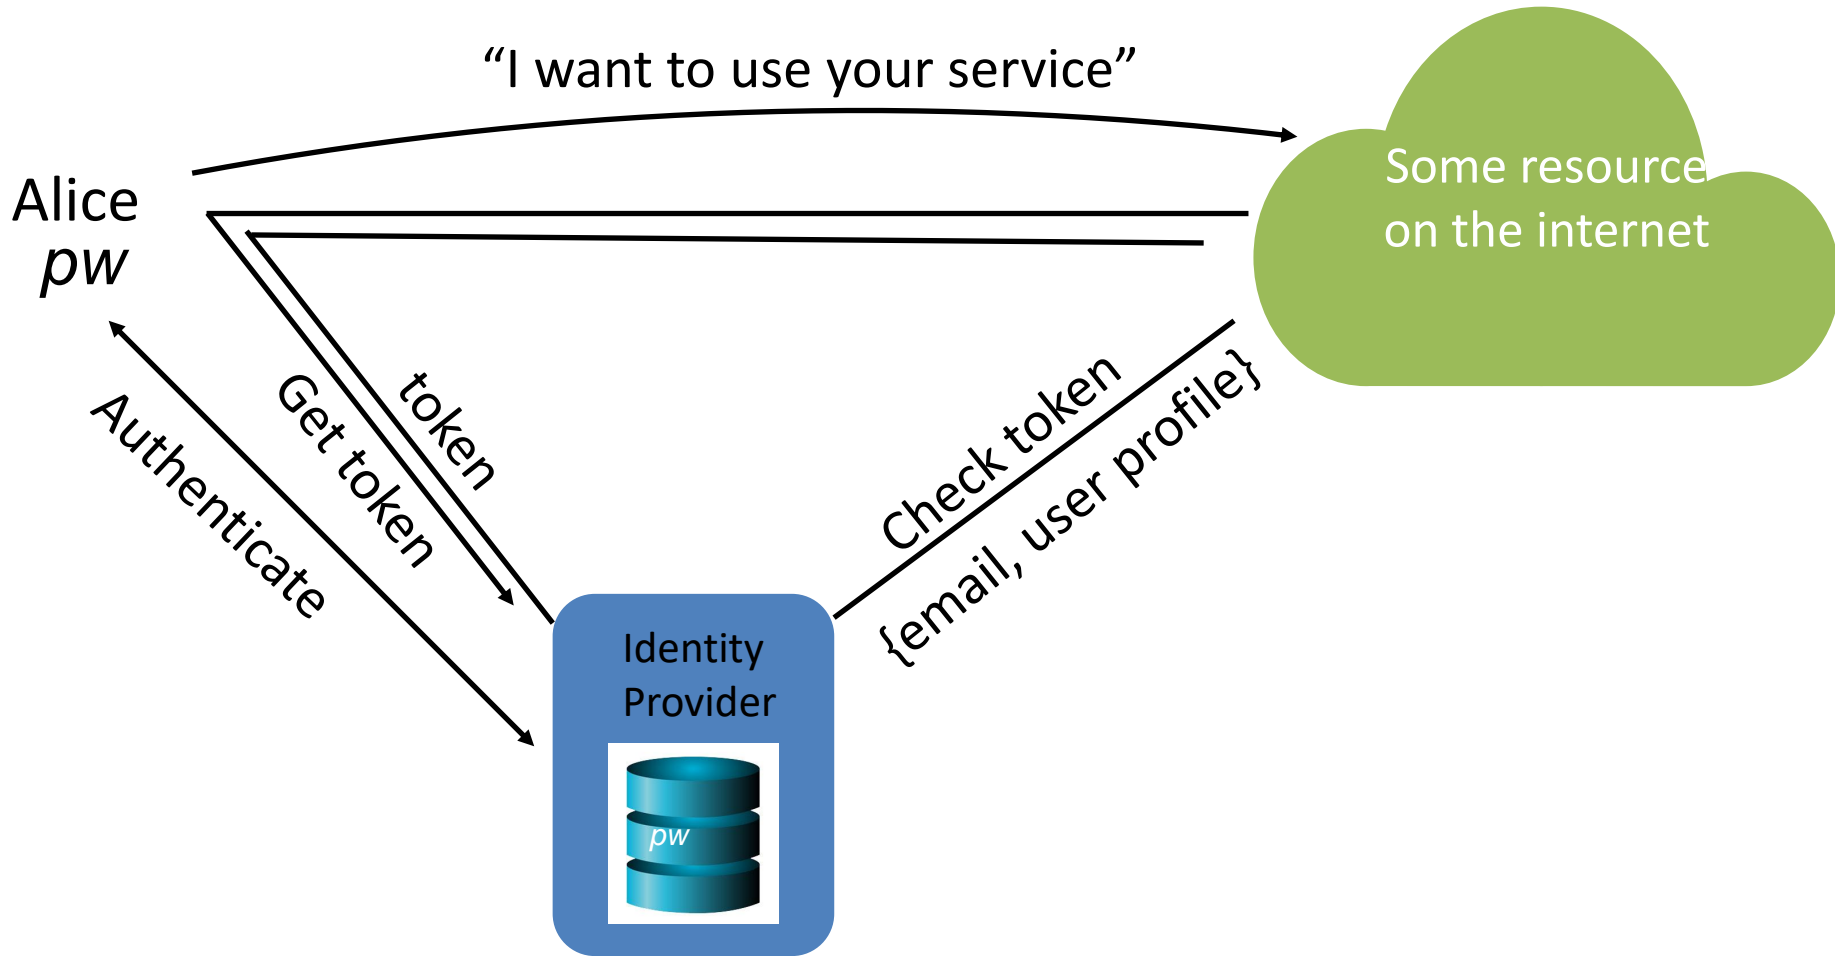 “I want to use your service”
Some resource
on the internet
Alice
pw
Authenticate
Get token
token
Check token
{email, user profile}
Identity
Provider
pw